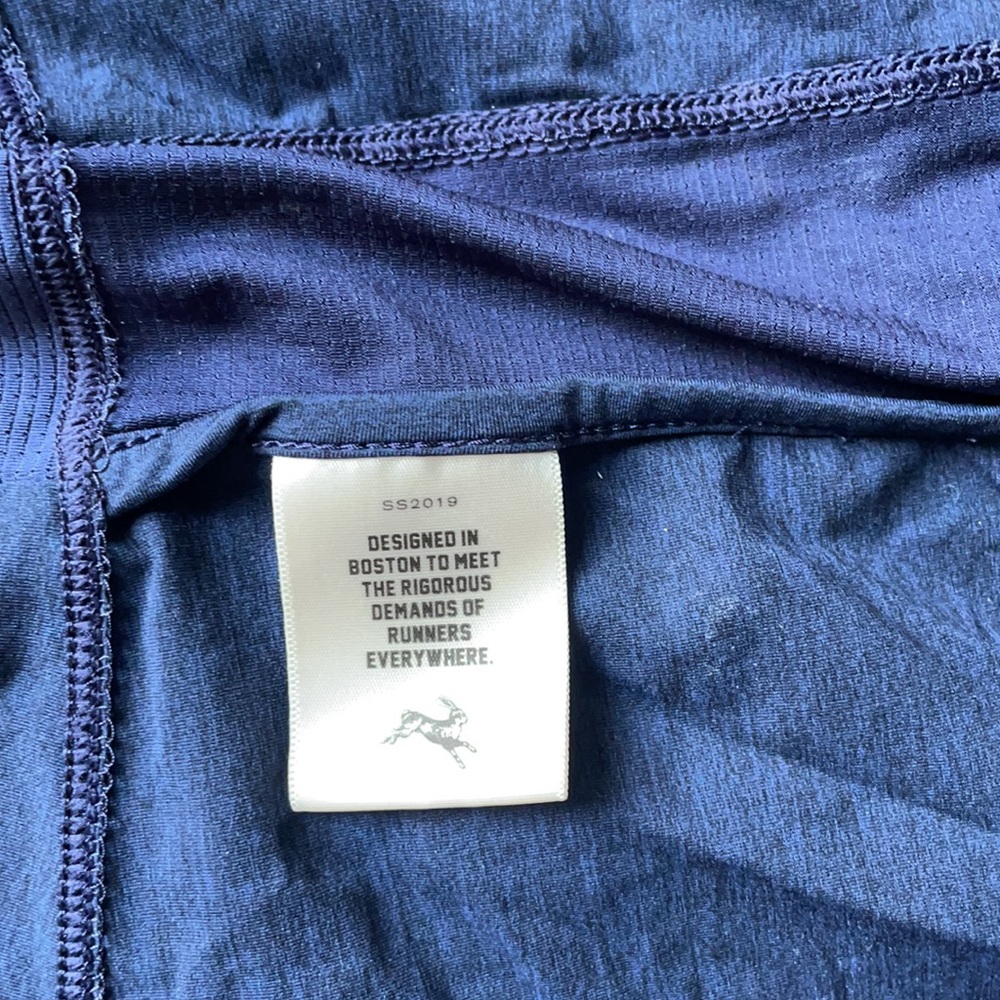 SS2019
DESIGNED IN
BOSTON TO MEET
THE RIGOROUS
DEMANDS OF
RUNNERS
EVERYWHERE.